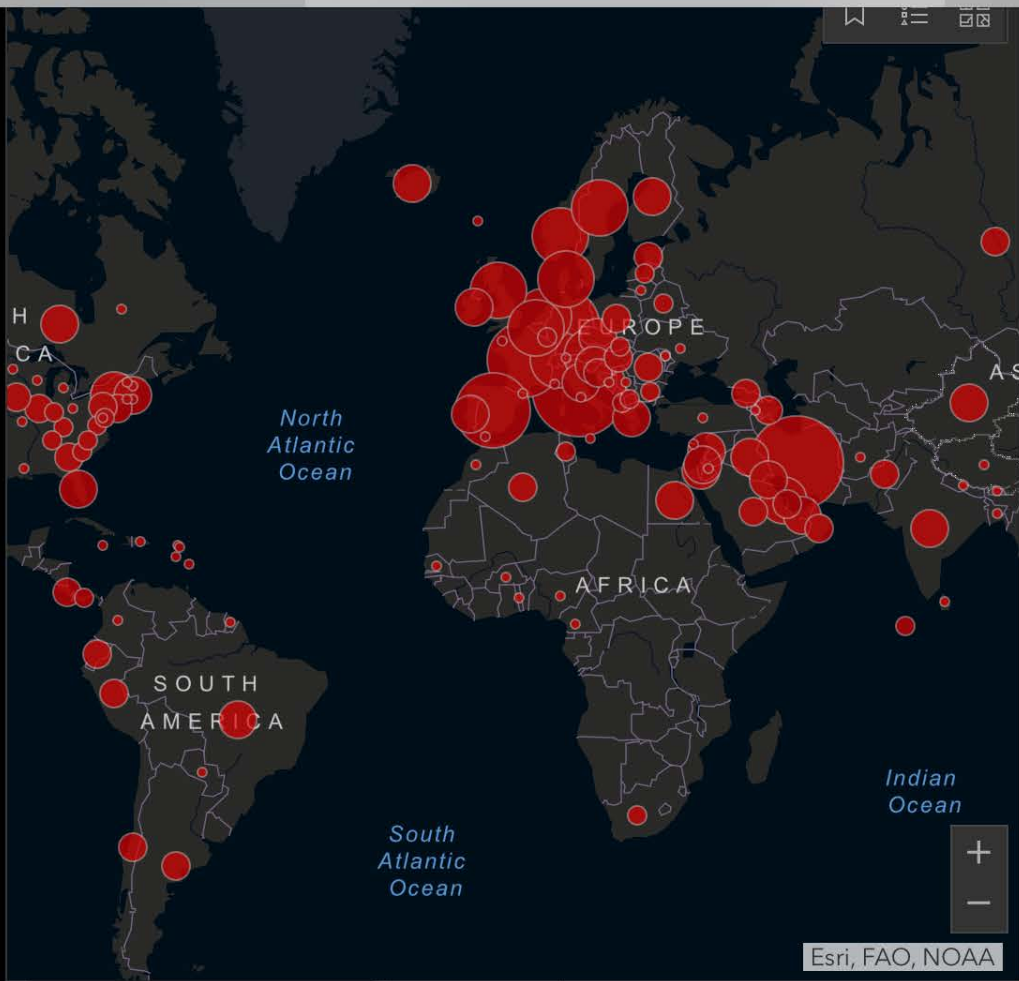 H
CA
EUROPE
AS
North
Atlantic
Ocean
AFRICA
SOUTH
AMERICA
Indian
Ocean
South
Atlantic
Ocean
Esri, FAO, NOAA